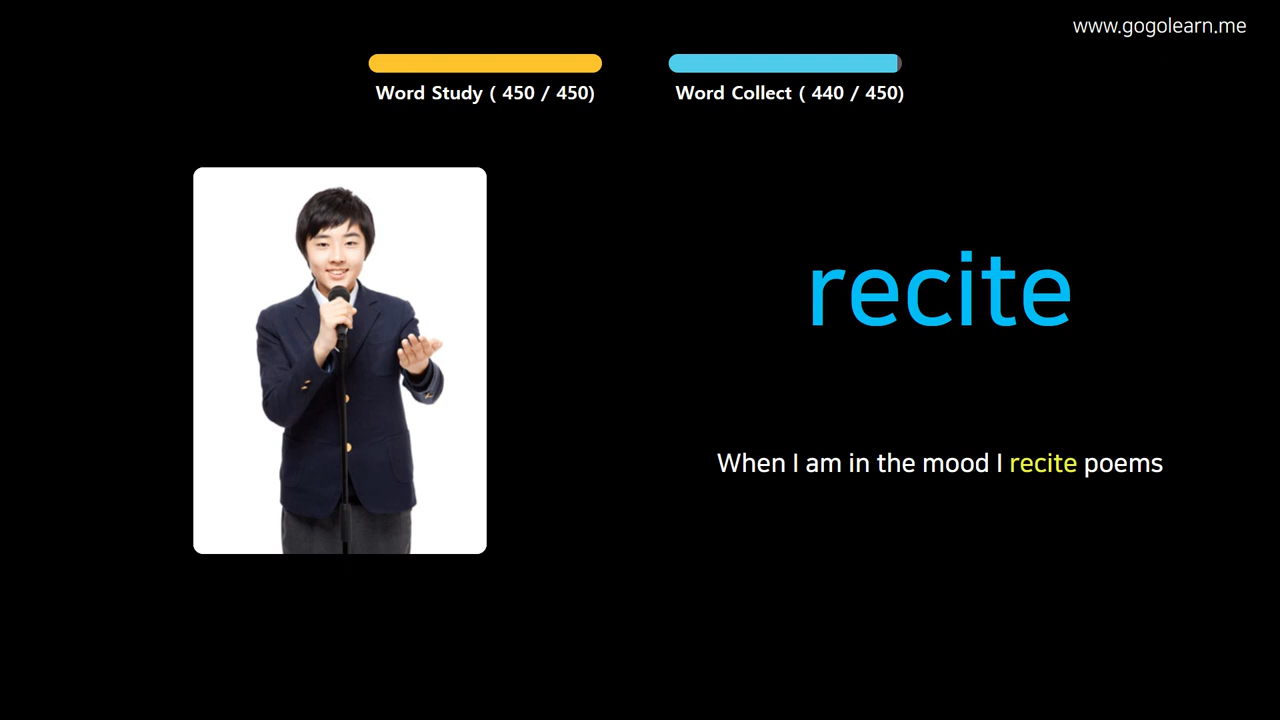 www.gogolearn.me
Word Study ( 450 / 450)
Word Collect ( 440 / 450)
recite
When I am in the mood I recite poems